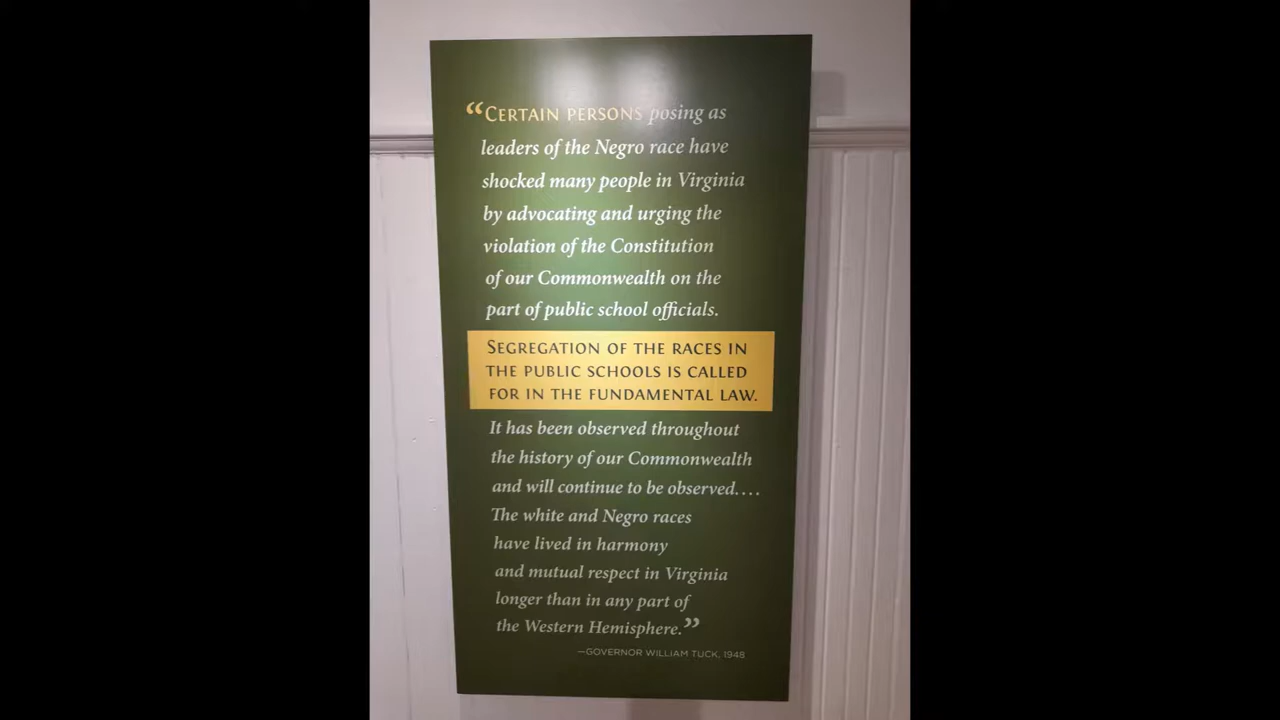 “CERTAIN PERSONS posing as
leaders of the Negro race have
shocked many people in Virginia
by advocating and urging the
violation of the Constitution
of our Commonwealth on the
part of public school officials.
SEGREGATION OF THE RACES IN
THE PUBLIC SCHOOLS IS CALLED
FOR IN THE FUNDAMENTAL LAW.
It has been observed throughout
the history of our Commonwealth
and will continue to be observed....
The white and Negro races
have lived in harmony
and mutual respect in Virginia
longer than in any part of
the Western Hemisphere.”
—GOVERNOR WILLIAM TUCK, 1948